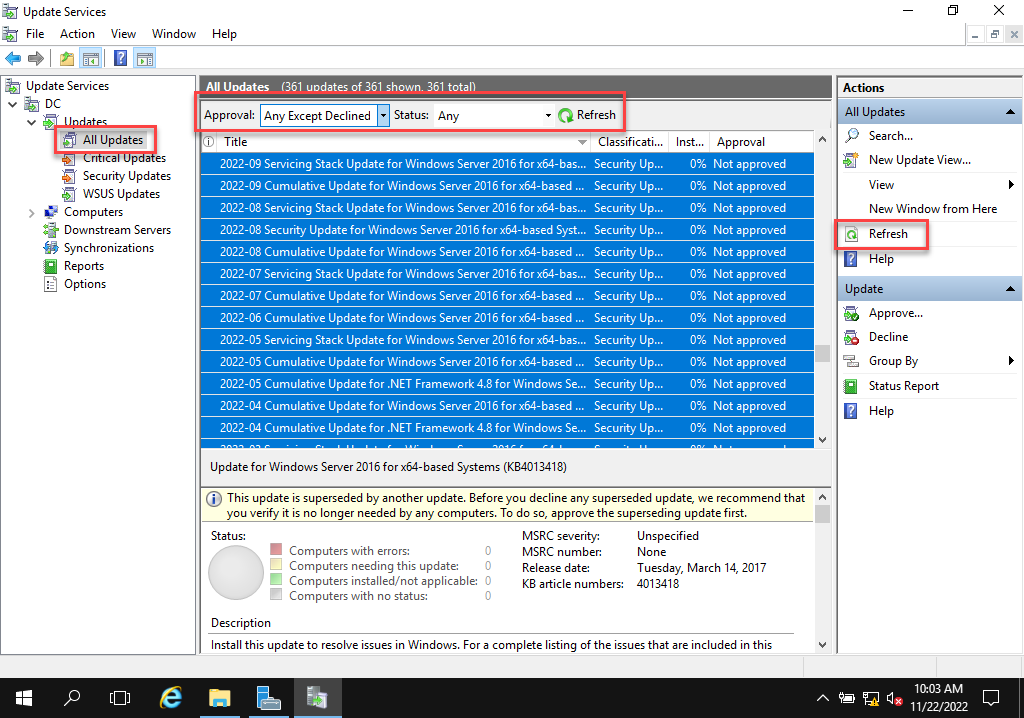 Update Services
File Action View Window Help
Update Services
DC
Updates
All Updates
Critical Updates
Security Updates
WSUS Updates
Computers
Downstream Servers
Synchronizations
Reports
Options
All Updates (361 updates of 361 shown, 361 total)
Approval: Any Except Declined Status: Any Refresh
Title Classificati... Inst... Approval
2022-09 Servicing Stack Update for Windows Server 2016 for x64-bas... Security Up... 0% Not approved
2022-09 Cumulative Update for Windows Server 2016 for x64-based ... Security Up... 0% Not approved
2022-08 Servicing Stack Update for Windows Server 2016 for x64-bas... Security Up... 0% Not approved
2022-08 Security Update for Windows Server 2016 for x64-based Syst... Security Up... 0% Not approved
2022-08 Cumulative Update for Windows Server 2016 for x64-based ... Security Up... 0% Not approved
2022-07 Servicing Stack Update for Windows Server 2016 for x64-bas... Security Up... 0% Not approved
2022-07 Cumulative Update for Windows Server 2016 for x64-based ... Security Up... 0% Not approved
2022-06 Cumulative Update for Windows Server 2016 for x64-based ... Security Up... 0% Not approved
2022-05 Servicing Stack Update for Windows Server 2016 for x64-bas... Security Up... 0% Not approved
2022-05 Cumulative Update for Windows Server 2016 for x64-based ... Security Up... 0% Not approved
2022-05 Cumulative Update for .NET Framework 4.8 for Windows Se... Security Up... 0% Not approved
2022-04 Cumulative Update for Windows Server 2016 for x64-based ... Security Up... 0% Not approved
2022-04 Cumulative Update for .NET Framework 4.8 for Windows Se... Security Up... 0% Not approved
Update for Windows Server 2016 for x64-based Systems (KB4013418)
This update is superseded by another update. Before you decline any superseded update, we recommend that
you verify it is no longer needed by any computers. To do so, approve the superseding update first.
Status:
Computers with errors: 0
Computers needing this update: 0
Computers installed/not applicable: 0
Computers with no status: 0
MSRC severity: Unspecified
MSRC number: None
Release date: Tuesday, March 14, 2017
KB article numbers: 4013418
Description
Install this update to resolve issues in Windows. For a complete listing of the issues that are included in this
Actions
All Updates
Search...
New Update View...
View
New Window from Here
Refresh
Help
Update
Approve...
Decline
Group By
Status Report
Help
10:03 AM
11/22/2022